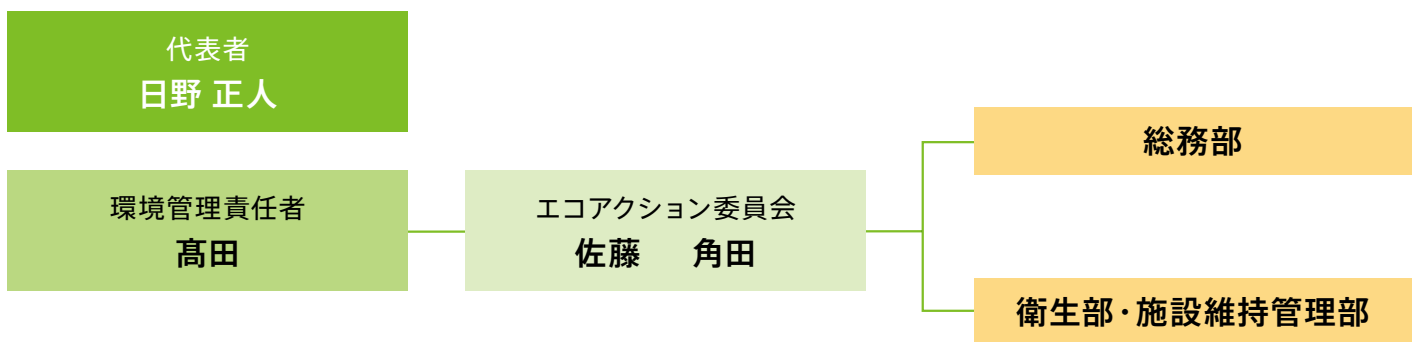 代表者
日野 正人
環境管理責任者
髙田
エコアクション委員会
佐藤 角田
総務部
衛生部・施設維持管理部